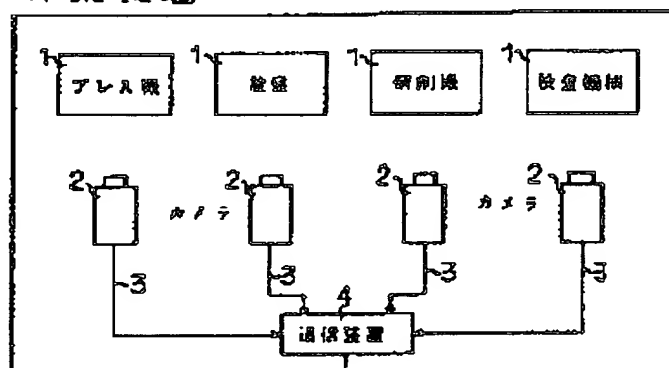 1 1 1 1
プレス機 旋盤 研削機
2 2 2 2
カメラ カメラ
3 3 3 3
4
通信装置